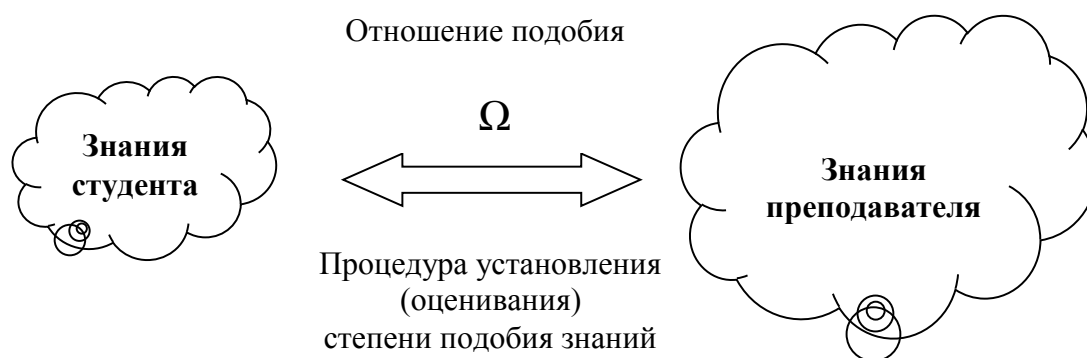 Отношение подобия
Ω
Знания
студента
Знания
преподавателя
Процедура установления
(оценивания)
степени подобия знаний